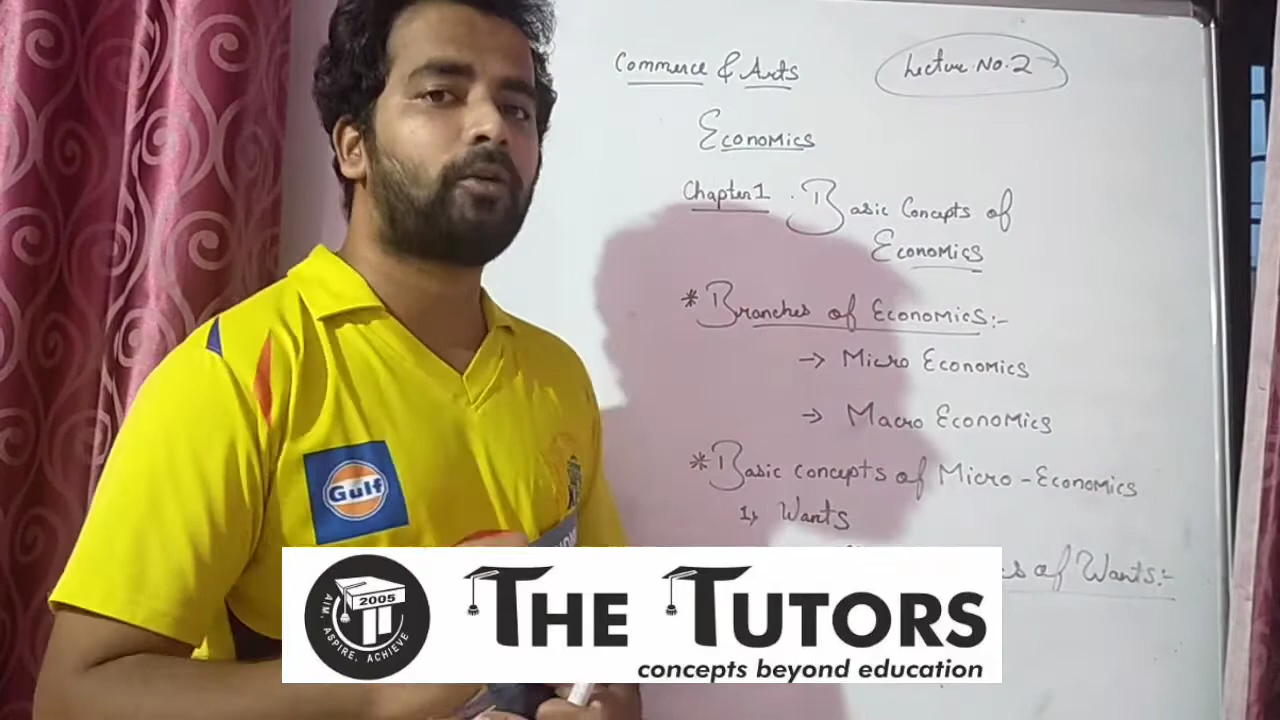 Commerce & Arts
Lecture No. 2
Economics
Chapter 1 . Basic Concepts of
Economics
* Branches of Economics:-
→ Micro Economics
→ Macro Economics
* Basic concepts of Micro-Economics
1) Wants
of Wants:-
Gulf
2005
AIM, ASPIRE, ACHIEVE
THE TUTORS
concepts beyond education